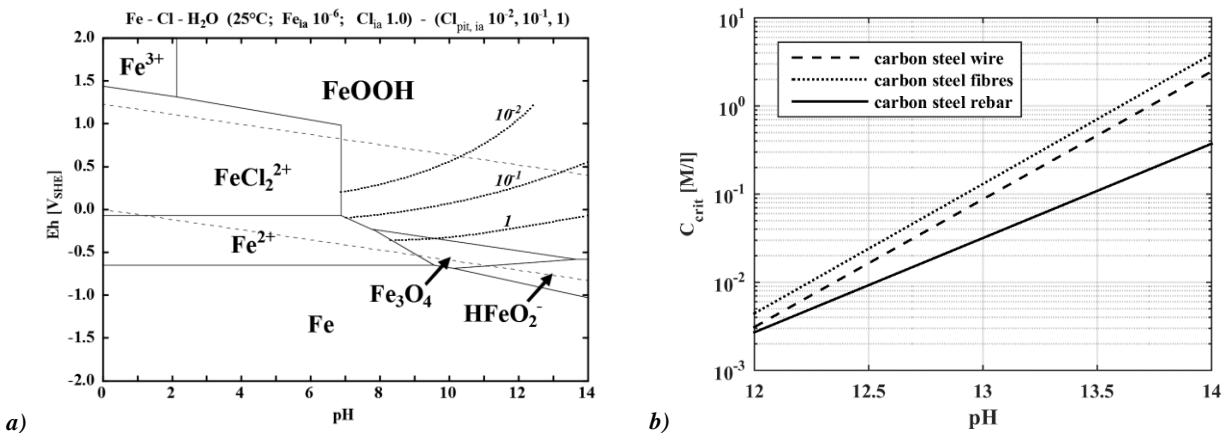 Fe - Cl - H2O (25°C; Fe_ia 10^-6; Cl_ia 1.0) - (Cl_pit, ia 10^-2, 10^-1, 1)
2.0
1.5
1.0
0.5
0.0
-0.5
-1.0
-1.5
-2.0
Eh [V_SHE]
Fe^3+
FeOOH
10^-2
FeCl2^2+
10^-1
1
Fe^2+
Fe3O4
HFeO2^-
Fe
0 2 4 6 8 10 12 14
pH
a)
10^1
10^0
10^-1
10^-2
10^-3
C_crit [M/l]
carbon steel wire
carbon steel fibres
carbon steel rebar
12 12.5 13 13.5 14
pH
b)